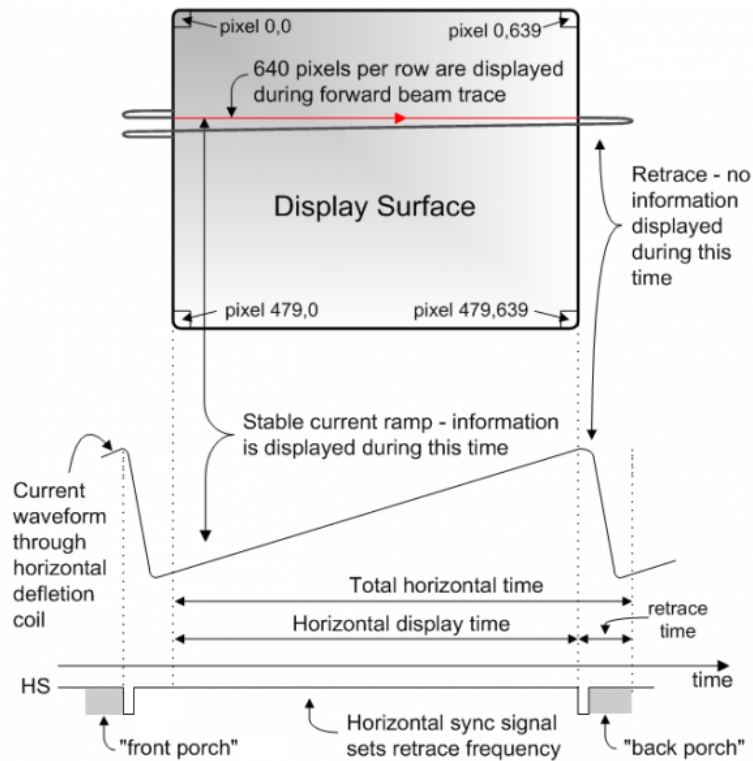 pixel 0,0
pixel 0,639
640 pixels per row are displayed
during forward beam trace
Retrace - no
information
displayed
during this
time
Display Surface
pixel 479,0
pixel 479,639
Stable current ramp - information
is displayed during this time
Current
waveform
through
horizontal
defletion
coil
Total horizontal time
Horizontal display time
retrace
time
time
HS
"front porch"
Horizontal sync signal
sets retrace frequency
"back porch"